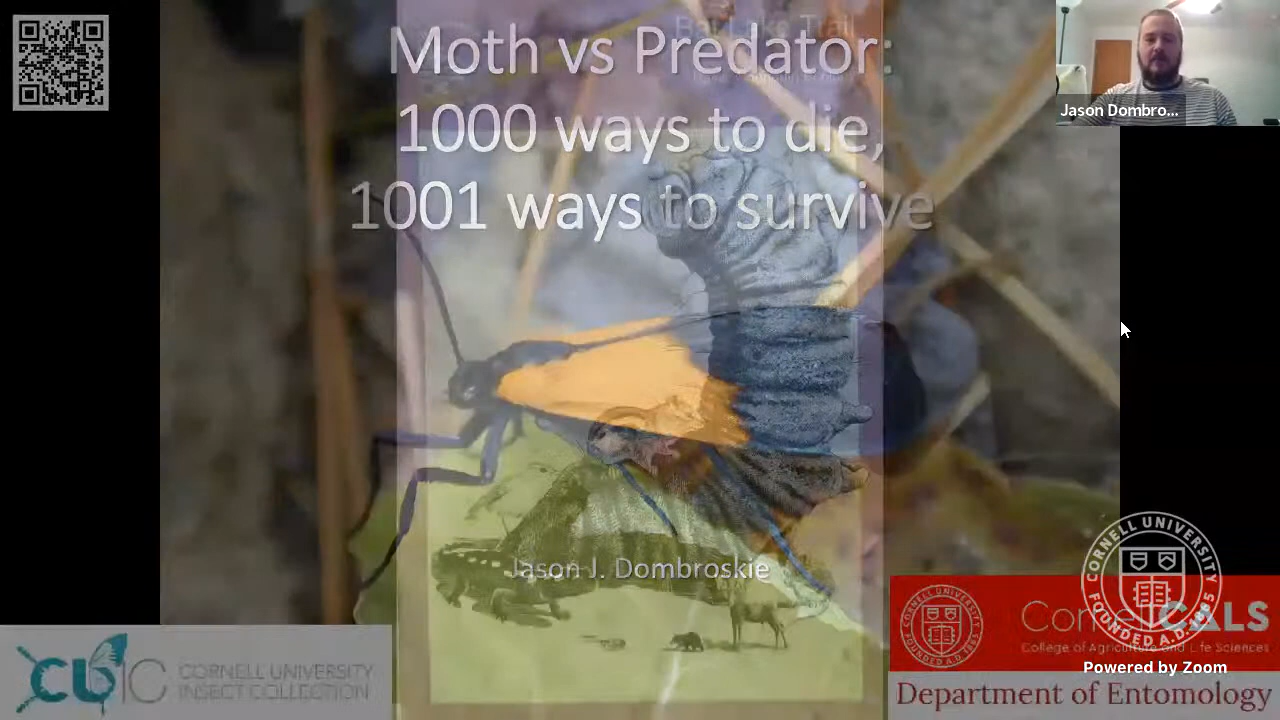 Moth vs Predator:
1000 ways to die,
1001 ways to survive
Jason Dombro...
Jason J. Dombroskie
CORNELL UNIVERSITY
INSECT COLLECTION
CORNELL UNIVERSITY
FOUNDED A.D. 1865
CALS
College of Agriculture and Life Sciences
Powered by Zoom
Department of Entomology